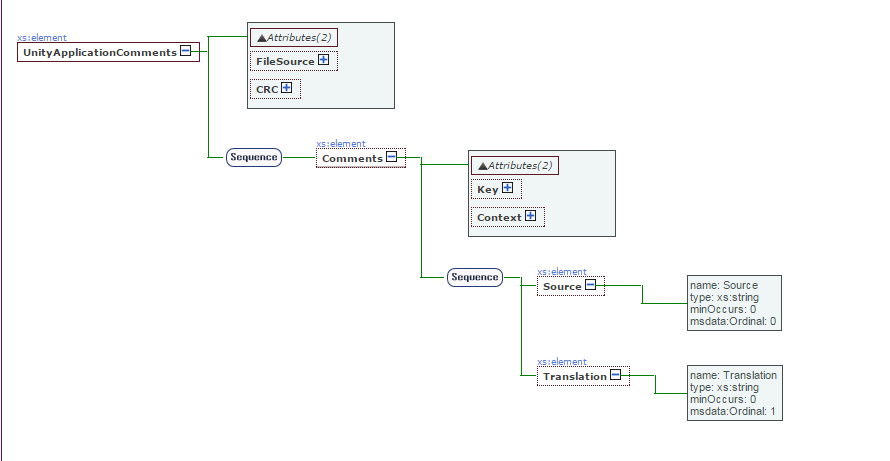 xs:element
UnityApplicationComments
Attributes(2)
FileSource
CRC
Sequence
xs:element
Comments
Attributes(2)
Key
Context
Sequence
xs:element
Source
name: Source
type: xs:string
minOccurs: 0
msdata:Ordinal: 0
xs:element
Translation
name: Translation
type: xs:string
minOccurs: 0
msdata:Ordinal: 1